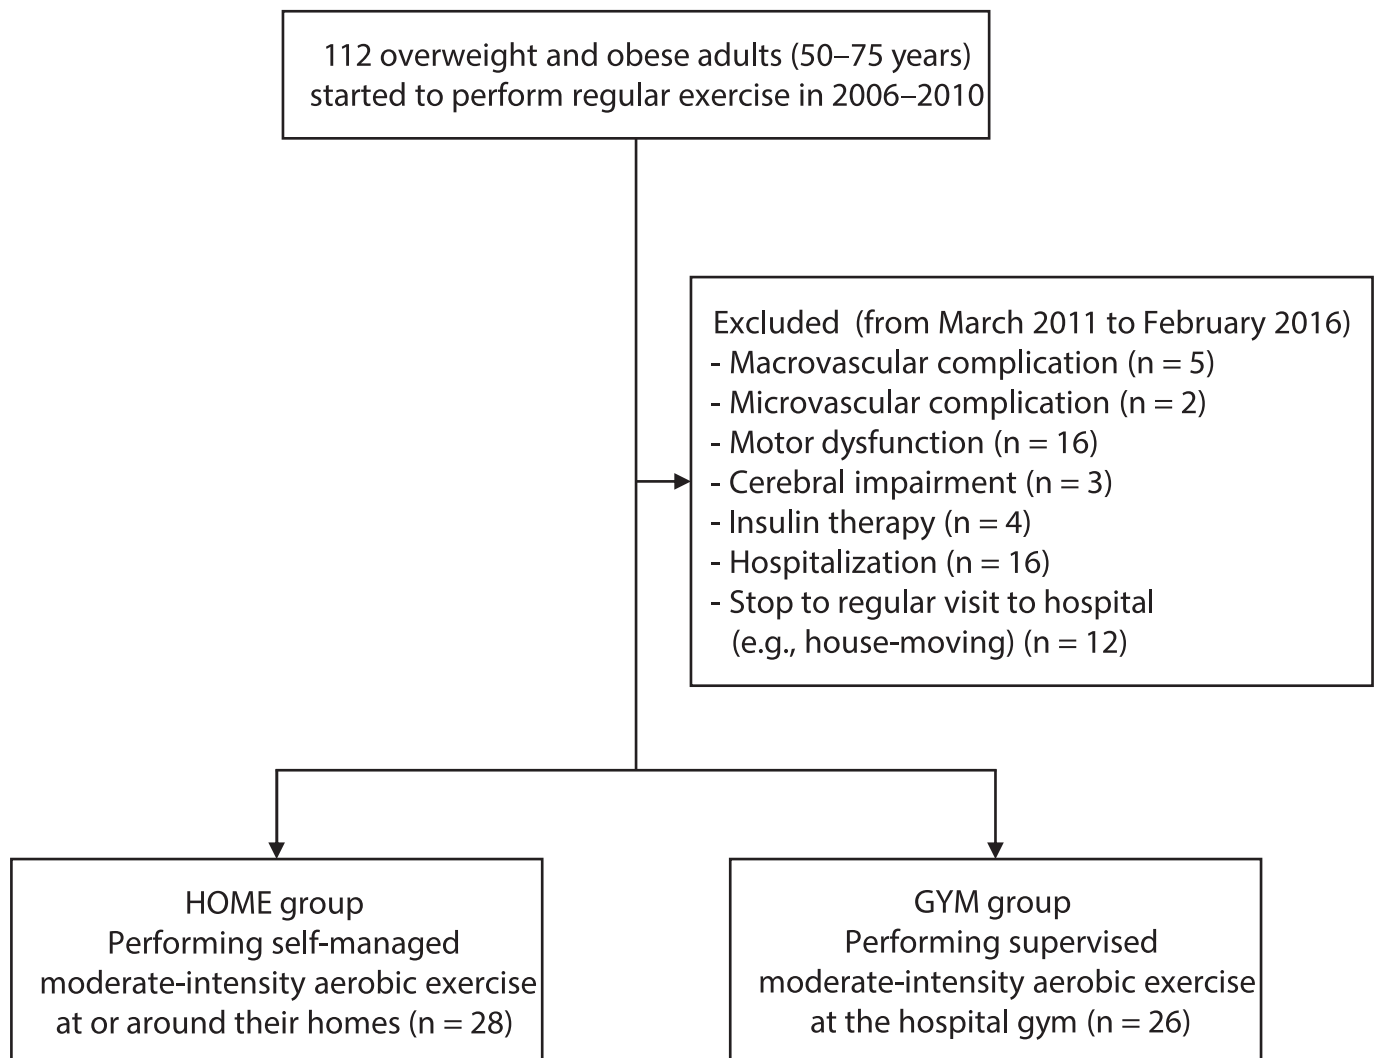 112 overweight and obese adults (50–75 years)
started to perform regular exercise in 2006–2010
Excluded (from March 2011 to February 2016)
- Macrovascular complication (n = 5)
- Microvascular complication (n = 2)
- Motor dysfunction (n = 16)
- Cerebral impairment (n = 3)
- Insulin therapy (n = 4)
- Hospitalization (n = 16)
- Stop to regular visit to hospital
(e.g., house-moving) (n = 12)
HOME group
Performing self-managed
moderate-intensity aerobic exercise
at or around their homes (n = 28)
GYM group
Performing supervised
moderate-intensity aerobic exercise
at the hospital gym (n = 26)